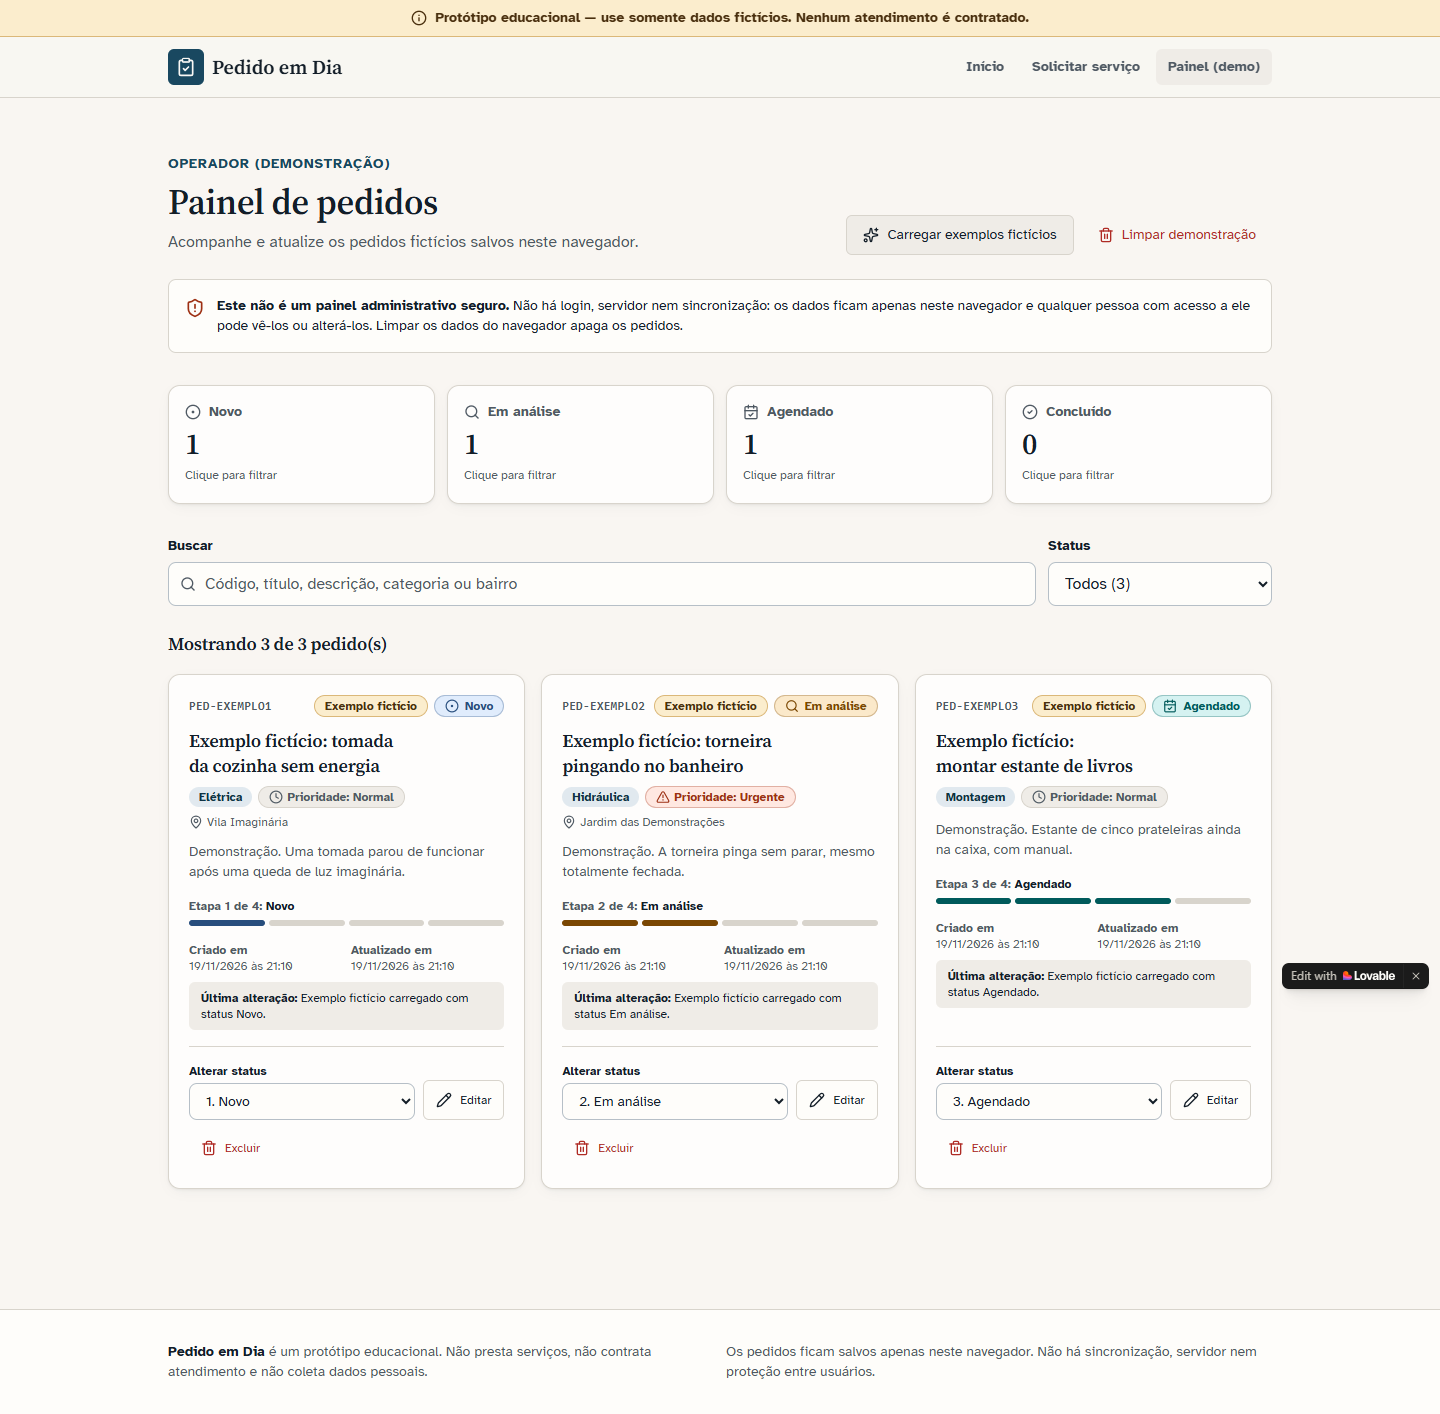 Protótipo educacional — use somente dados fictícios. Nenhum atendimento é contratado.
Pedido em Dia
Início
Solicitar serviço
Painel (demo)
OPERADOR (DEMONSTRAÇÃO)
Painel de pedidos
Acompanhe e atualize os pedidos fictícios salvos neste navegador.
Carregar exemplos fictícios
Limpar demonstração
Este não é um painel administrativo seguro. Não há login, servidor nem sincronização: os dados ficam apenas neste navegador e qualquer pessoa com acesso a ele
pode vê-los ou alterá-los. Limpar os dados do navegador apaga os pedidos.
Novo
1
Clique para filtrar
Em análise
1
Clique para filtrar
Agendado
1
Clique para filtrar
Concluído
0
Clique para filtrar
Buscar
Código, título, descrição, categoria ou bairro
Status
Todos (3)
Mostrando 3 de 3 pedido(s)
PED-EXEMPLO1
Exemplo fictício
Novo
Exemplo fictício: tomada
da cozinha sem energia
Elétrica
Prioridade: Normal
Vila Imaginária
Demonstração. Uma tomada parou de funcionar
após uma queda de luz imaginária.
Etapa 1 de 4: Novo
Criado em
19/11/2026 às 21:10
Atualizado em
19/11/2026 às 21:10
Última alteração: Exemplo fictício carregado com
status Novo.
Alterar status
1. Novo
Editar
Excluir
PED-EXEMPLO2
Exemplo fictício
Em análise
Exemplo fictício: torneira
pingando no banheiro
Hidráulica
Prioridade: Urgente
Jardim das Demonstrações
Demonstração. A torneira pinga sem parar, mesmo
totalmente fechada.
Etapa 2 de 4: Em análise
Criado em
19/11/2026 às 21:10
Atualizado em
19/11/2026 às 21:10
Última alteração: Exemplo fictício carregado com
status Em análise.
Alterar status
2. Em análise
Editar
Excluir
PED-EXEMPLO3
Exemplo fictício
Agendado
Exemplo fictício:
montar estante de livros
Montagem
Prioridade: Normal
Demonstração. Estante de cinco prateleiras ainda
na caixa, com manual.
Etapa 3 de 4: Agendado
Criado em
19/11/2026 às 21:10
Atualizado em
19/11/2026 às 21:10
Última alteração: Exemplo fictício carregado com
status Agendado.
Alterar status
3. Agendado
Editar
Excluir
Edit with Lovable
Pedido em Dia é um protótipo educacional. Não presta serviços, não contrata
atendimento e não coleta dados pessoais.
Os pedidos ficam salvos apenas neste navegador. Não há sincronização, servidor nem
proteção entre usuários.